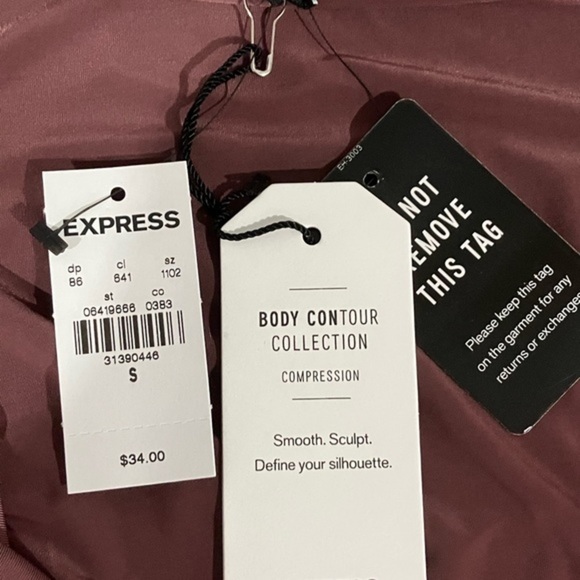 EXPRESS
dp cl sz
86 641 1102
st co
06419666 03B3
31390446
S
$34.00
BODY CONTOUR
COLLECTION
COMPRESSION
Smooth. Sculpt.
Define your silhouette.
EH3003
NOT
REMOVE
THIS TAG
Please keep this tag
on the garment for any
returns or exchanges